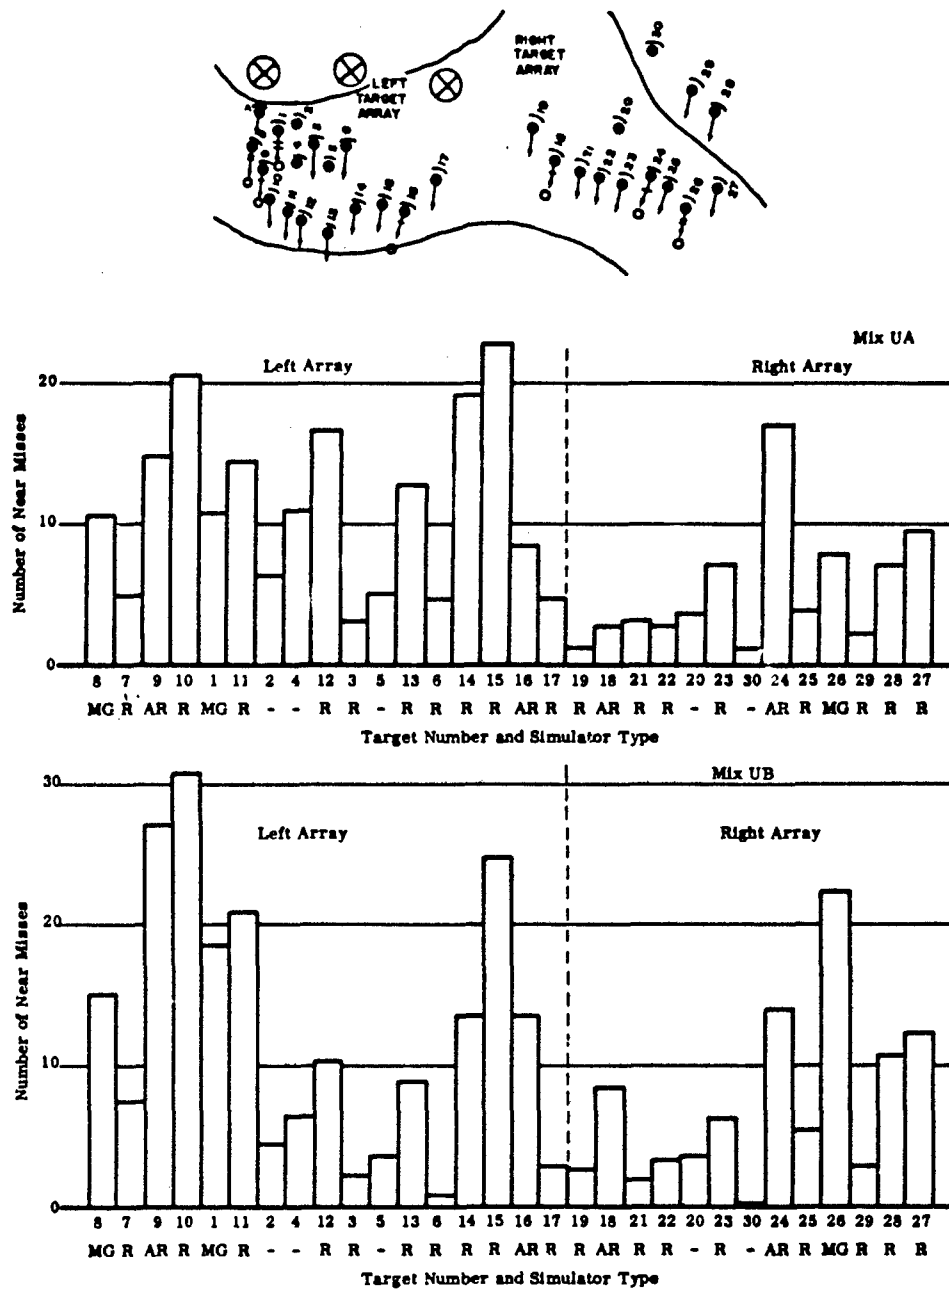 RIGHT
TARGET
ARRAY
LEFT
TARGET
ARRAY
Mix UA
Left Array
Right Array
20
10
0
Number of Near Misses
8 7 9 10 1 11 2 4 12 3 5 13 6 14 15 16 17 19 18 21 22 20 23 30 24 25 26 29 28 27
MG R AR R MG R - - R R - R R R R AR R R AR R R - R - AR R MG R R R
Target Number and Simulator Type
Mix UB
Left Array
Right Array
30
20
10
0
Number of Near Misses
8 7 9 10 1 11 2 4 12 3 5 13 6 14 15 16 17 19 18 21 22 20 23 30 24 25 26 29 28 27
MG R AR R MG R - - R R - R R R R AR R R AR R R - R - AR R MG R R R
Target Number and Simulator Type